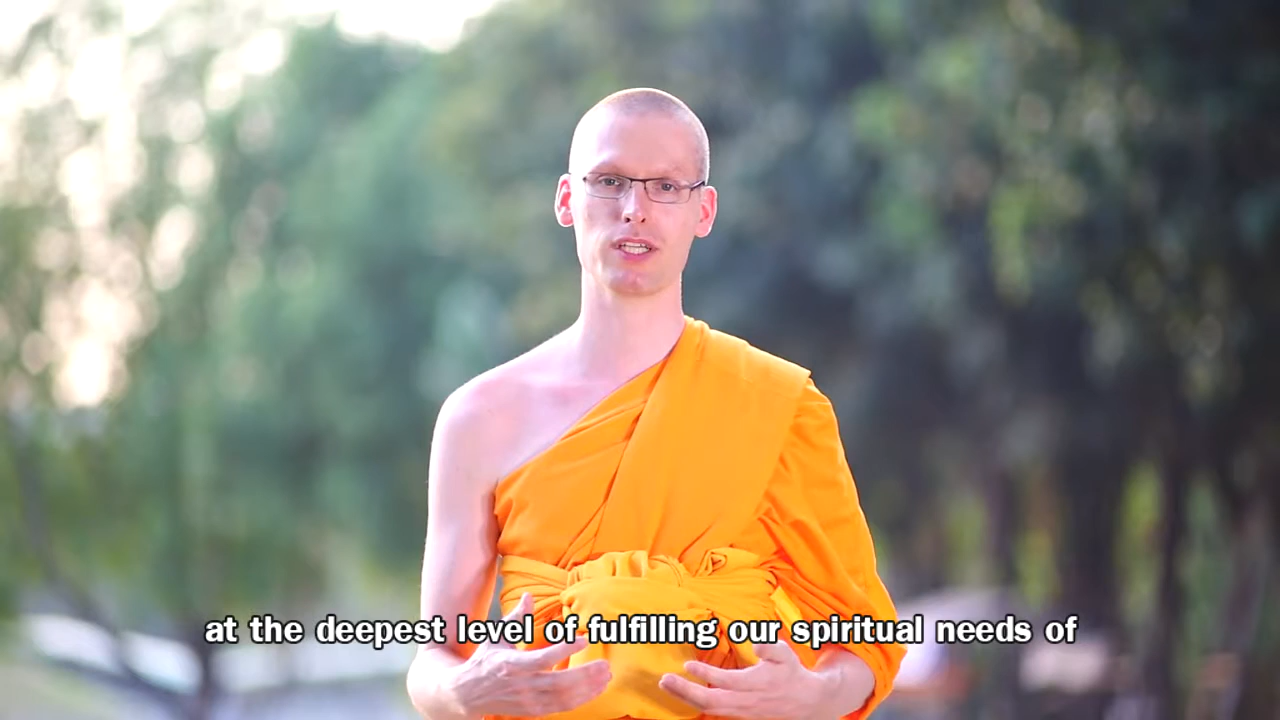 at the deepest level of fulfilling our spiritual needs of